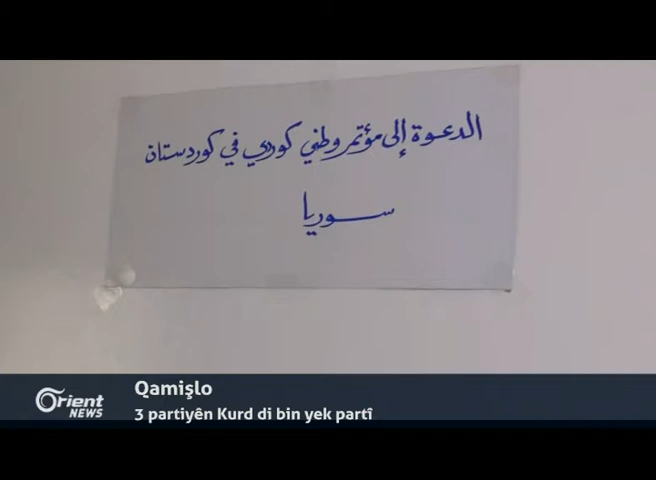 الدعوة إلى مؤتمر وطني كوردي في كوردستان
سوريا
Orient
NEWS
Qamişlo
3 partiyên Kurd di bin yek partî